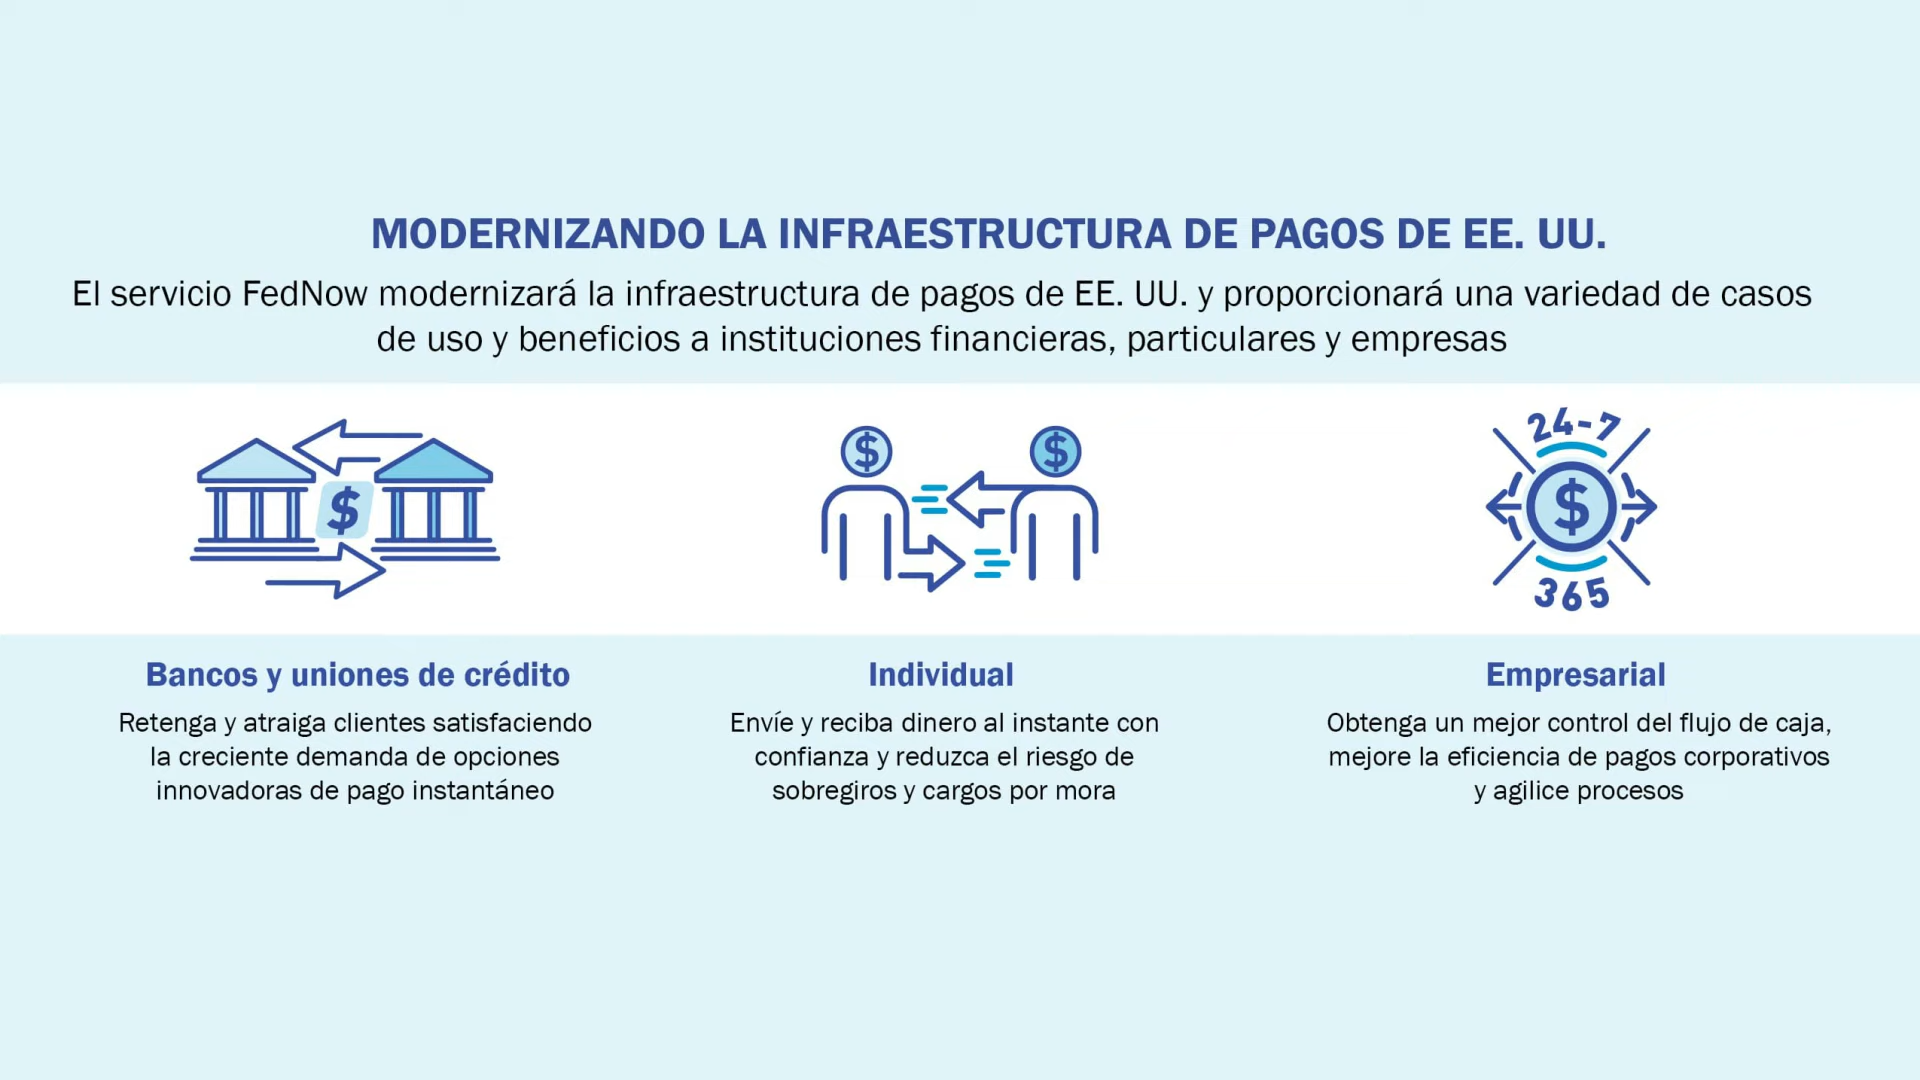 MODERNIZANDO LA INFRAESTRUCTURA DE PAGOS DE EE. UU.
El servicio FedNow modernizará la infraestructura de pagos de EE. UU. y proporcionará una variedad de casos
de uso y beneficios a instituciones financieras, particulares y empresas
$
$
$
24-7
$
365
Bancos y uniones de crédito
Retenga y atraiga clientes satisfaciendo
la creciente demanda de opciones
innovadoras de pago instantáneo
Individual
Envíe y reciba dinero al instante con
confianza y reduzca el riesgo de
sobregiros y cargos por mora
Empresarial
Obtenga un mejor control del flujo de caja,
mejore la eficiencia de pagos corporativos
y agilice procesos